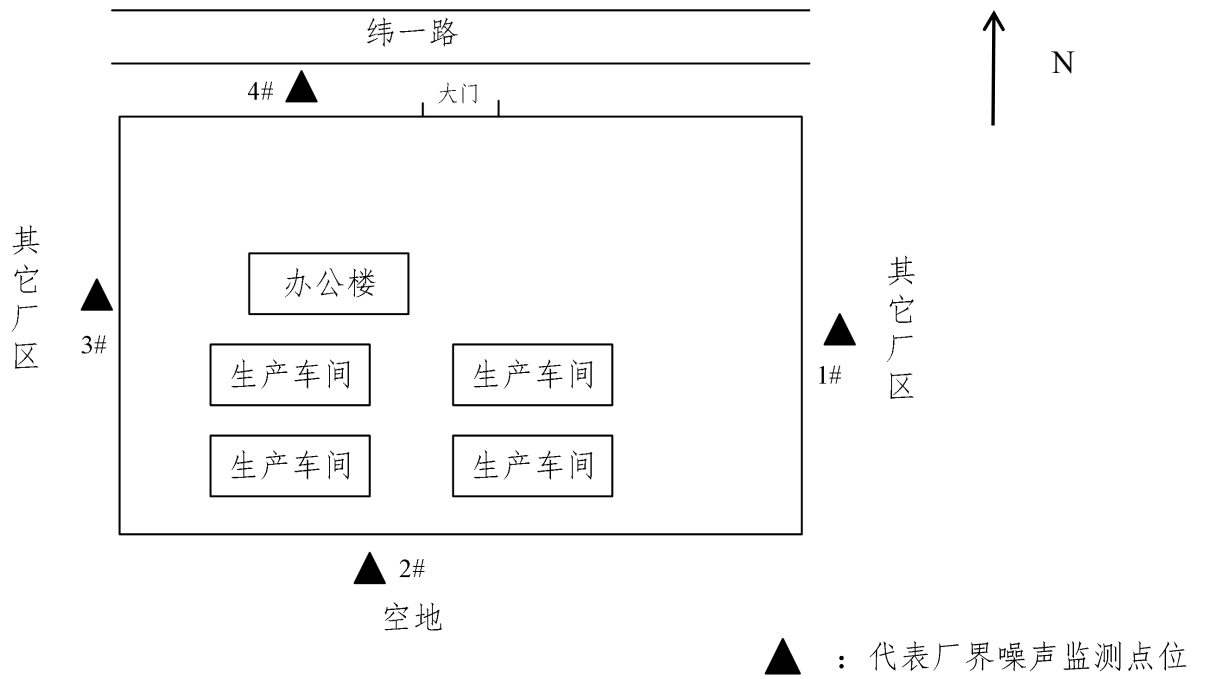 纬一路
N
4#
大门
其它厂区
3#
办公楼
其它厂区
1#
生产车间
生产车间
生产车间
生产车间
2#
空地
：代表厂界噪声监测点位